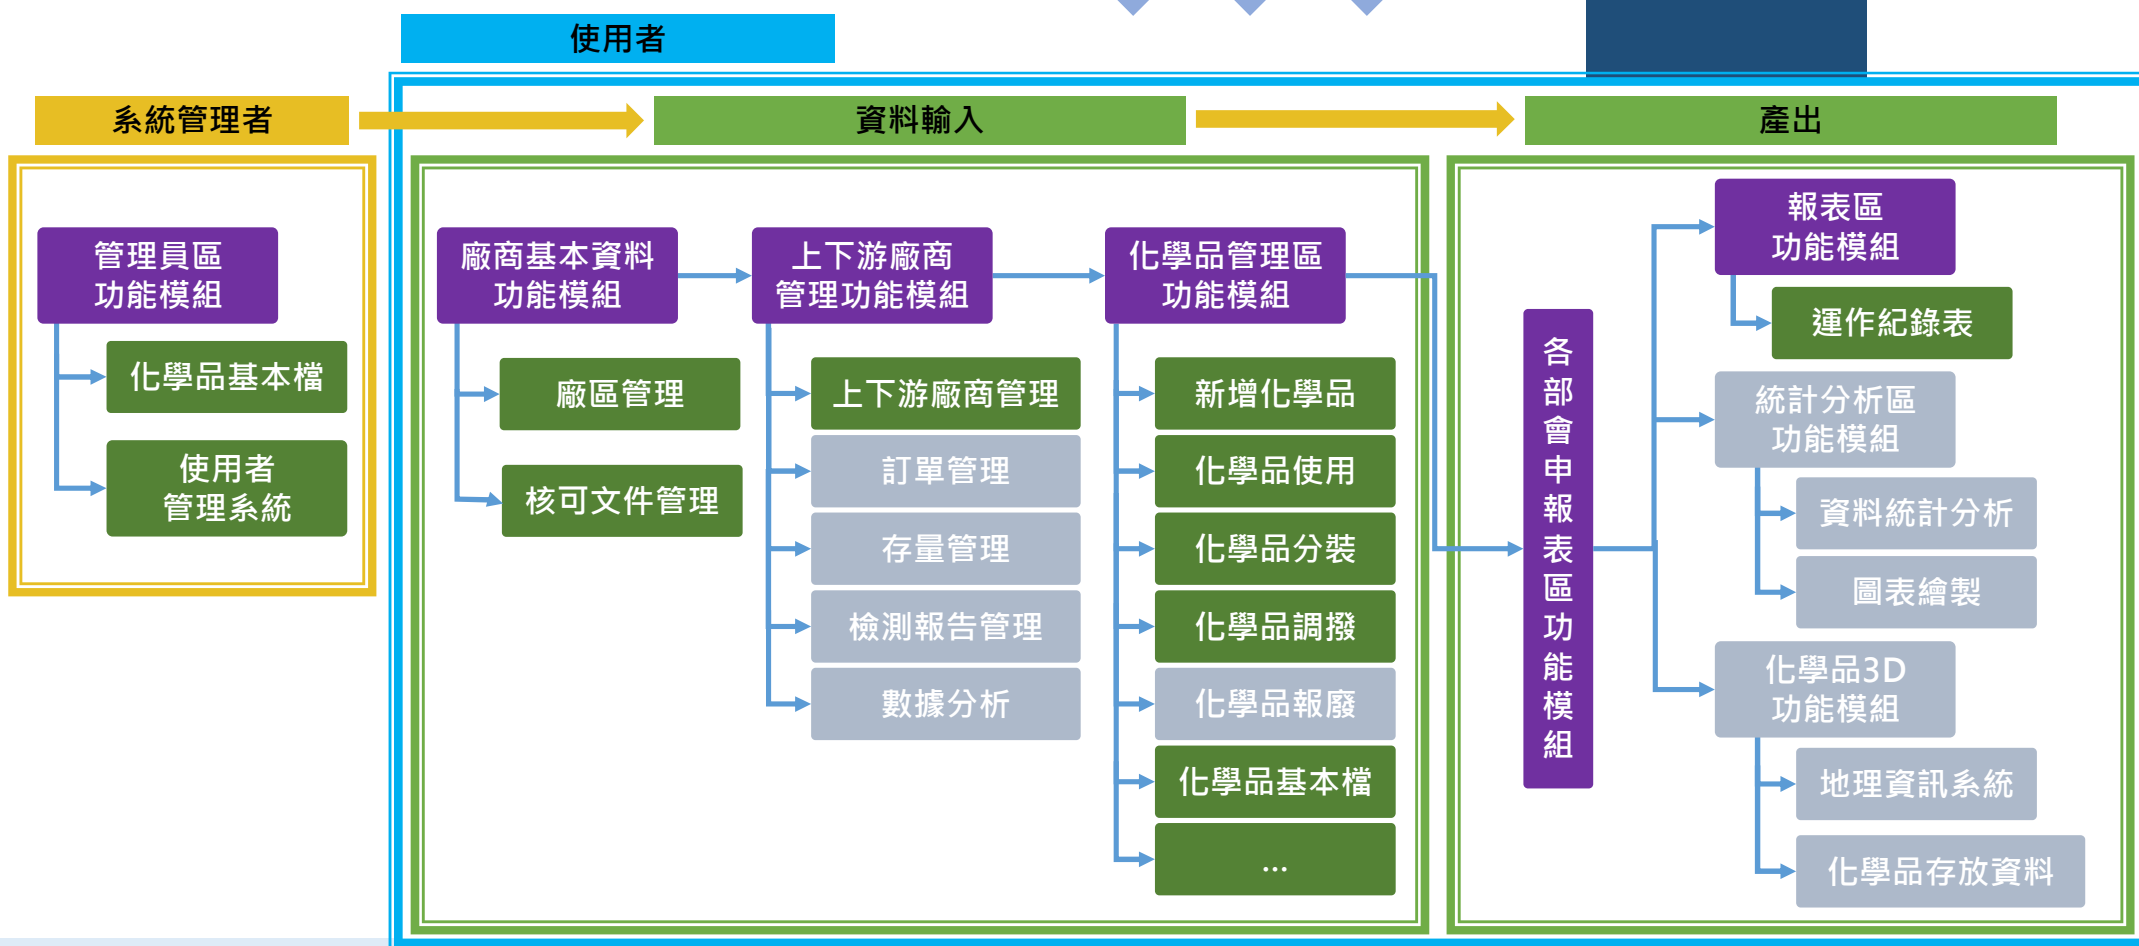 使用者
系統管理者
資料輸入
產出
管理員區
功能模組
化學品基本檔
使用者
管理系統
廠商基本資料
功能模組
廠區管理
核可文件管理
上下游廠商
管理功能模組
上下游廠商管理
訂單管理
存量管理
檢測報告管理
數據分析
化學品管理區
功能模組
新增化學品
化學品使用
化學品分裝
化學品調撥
化學品報廢
化學品基本檔
...
各
部
會
申
報
表
區
功
能
模
組
報表區
功能模組
運作紀錄表
統計分析區
功能模組
資料統計分析
圖表繪製
化學品3D
功能模組
地理資訊系統
化學品存放資料